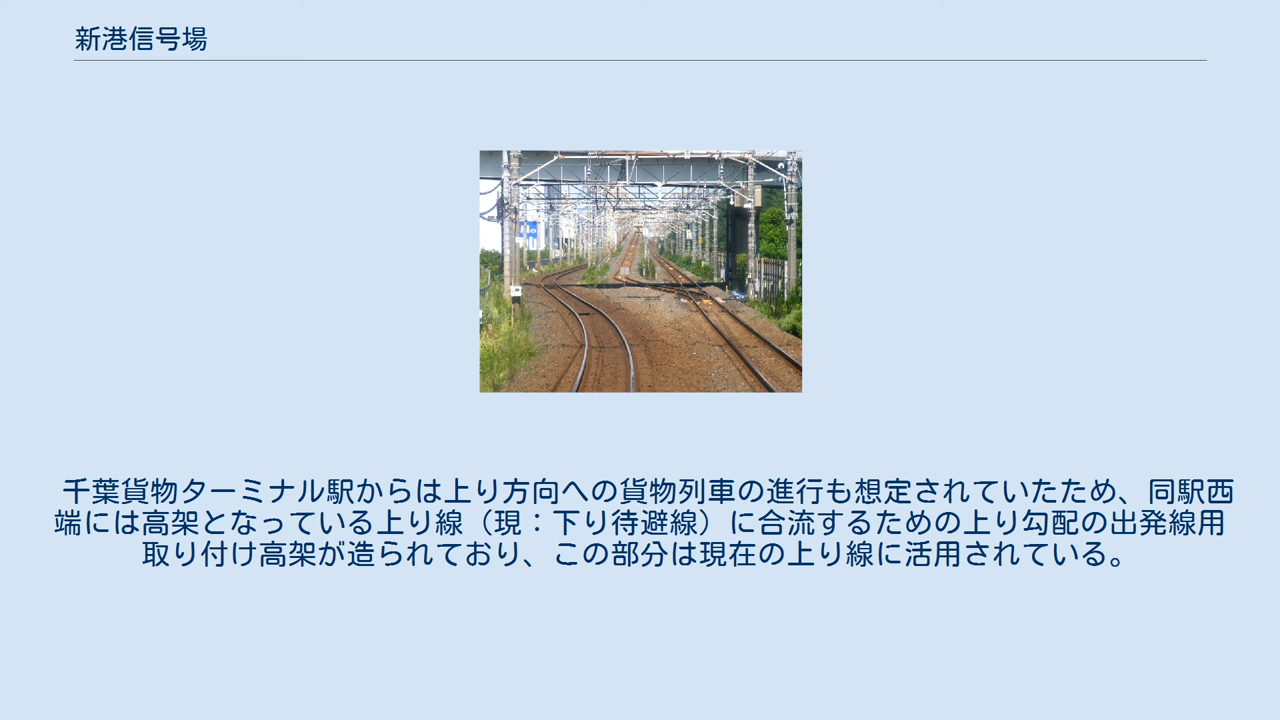 新港信号場
千葉貨物ターミナル駅からは上り方向への貨物列車の進行も想定されていたため、同駅西
端には高架となっている上り線（現：下り待避線）に合流するための上り勾配の出発線用
取り付け高架が造られており、この部分は現在の上り線に活用されている。